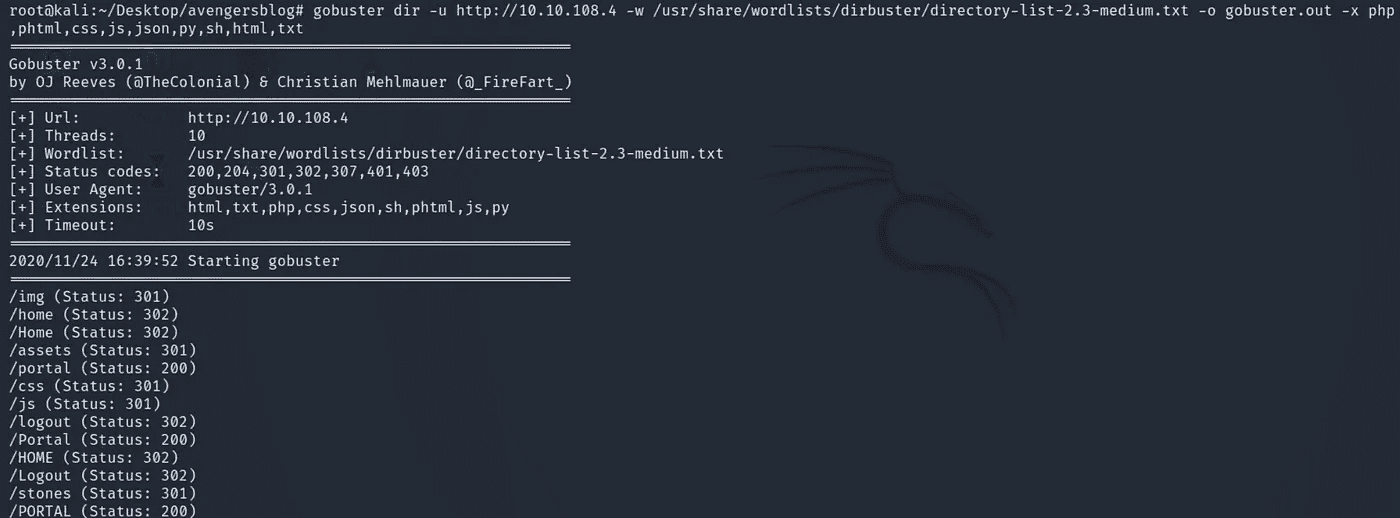 root@kali:~/Desktop/avengersblog# gobuster dir -u http://10.10.108.4 -w /usr/share/wordlists/dirbuster/directory-list-2.3-medium.txt -o gobuster.out -x php
,phtml,css,js,json,py,sh,html,txt
===============================================================
Gobuster v3.0.1
by OJ Reeves (@TheColonial) & Christian Mehlmauer (@_FireFart_)
===============================================================
[+] Url:            http://10.10.108.4
[+] Threads:        10
[+] Wordlist:       /usr/share/wordlists/dirbuster/directory-list-2.3-medium.txt
[+] Status codes:   200,204,301,302,307,401,403
[+] User Agent:     gobuster/3.0.1
[+] Extensions:     html,txt,php,css,json,sh,phtml,js,py
[+] Timeout:        10s
===============================================================
2020/11/24 16:39:52 Starting gobuster
===============================================================
/img (Status: 301)
/home (Status: 302)
/Home (Status: 302)
/assets (Status: 301)
/portal (Status: 200)
/css (Status: 301)
/js (Status: 301)
/logout (Status: 302)
/Portal (Status: 200)
/HOME (Status: 302)
/Logout (Status: 302)
/stones (Status: 301)
/PORTAL (Status: 200)